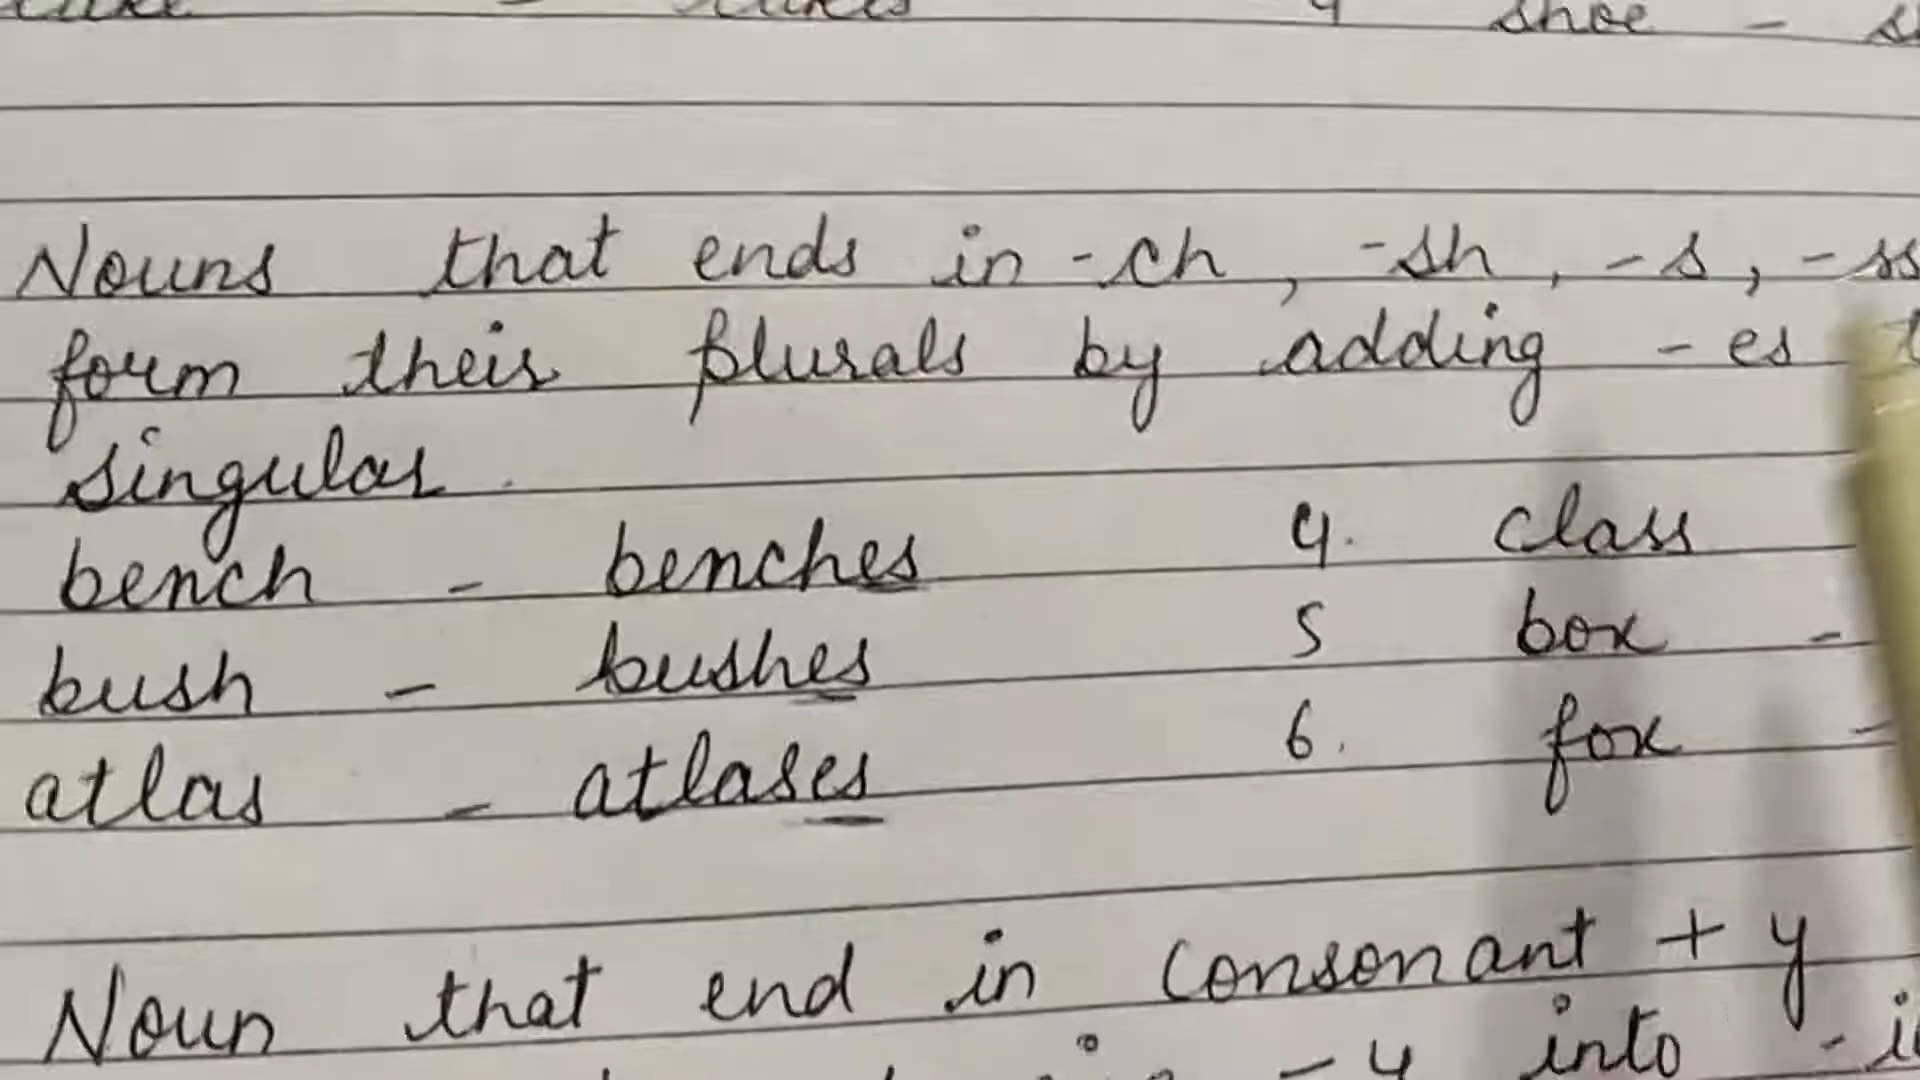 shoe -
Nouns that ends in -ch, -sh, -s, -ss
form their plurals by adding -es
singular.
bench - benches 4. class
bush - bushes 5 box -
atlas - atlases 6. fox -
Noun that end in consonant + y
- y into -i